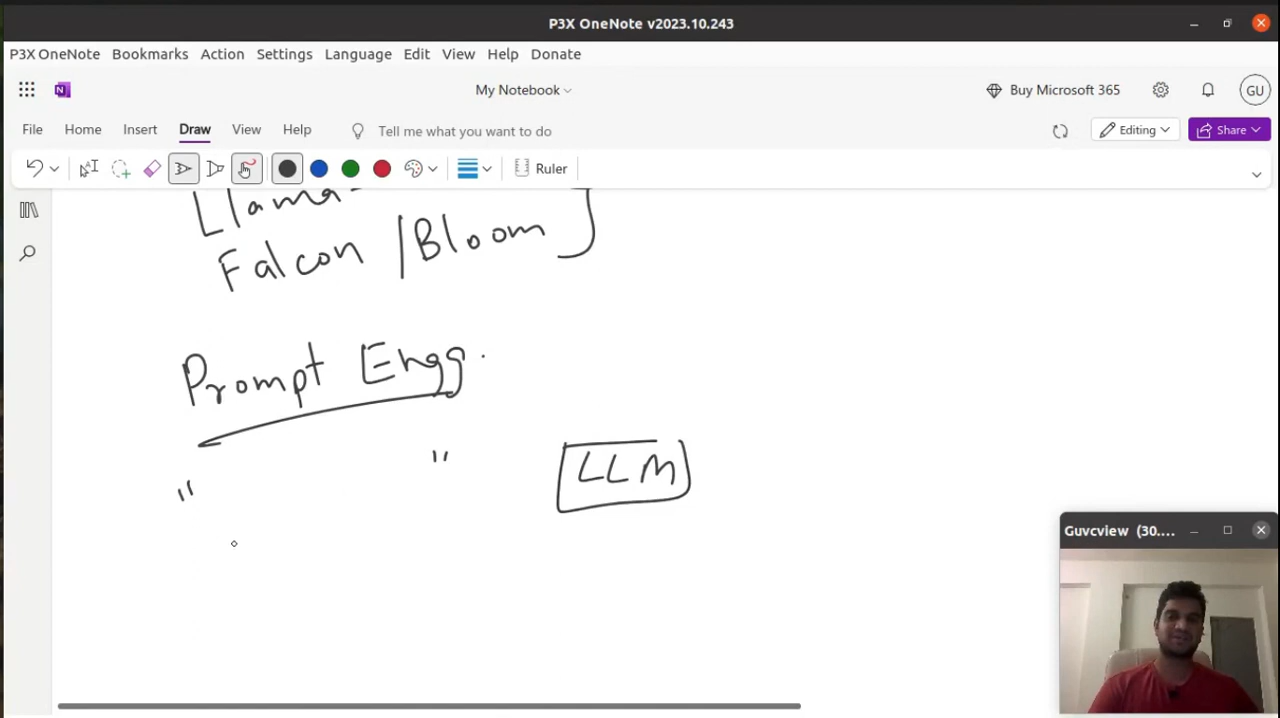 P3X OneNote v2023.10.243
P3X OneNote Bookmarks Action Settings Language Edit View Help Donate
My Notebook Buy Microsoft 365 GU
File Home Insert Draw View Help Tell me what you want to do Editing Share
Ruler
Llama-
Falcon / Bloom
Prompt Engg.
" " LLM
Guvcview (30....